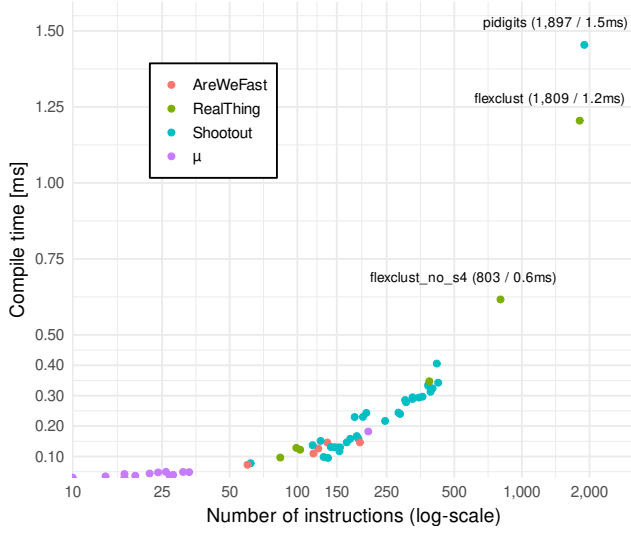 pidigits (1,897 / 1.5ms)
1.50
flexclust (1,809 / 1.2ms)
1.25
AreWeFast
RealThing
Shootout
μ
1.00
0.75
flexclust_no_s4 (803 / 0.6ms)
0.50
0.40
0.30
0.20
0.10
Compile time [ms]
10 25 50 100 150 250 500 1,000 2,000
Number of instructions (log-scale)